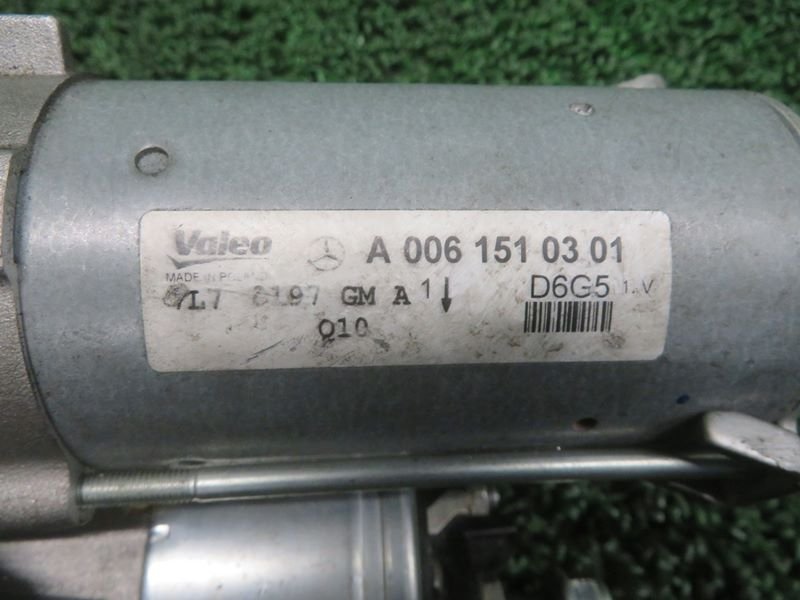 Valeo A 006 151 03 01
MADE IN POLAND
GM A 1 D6G5
Q10